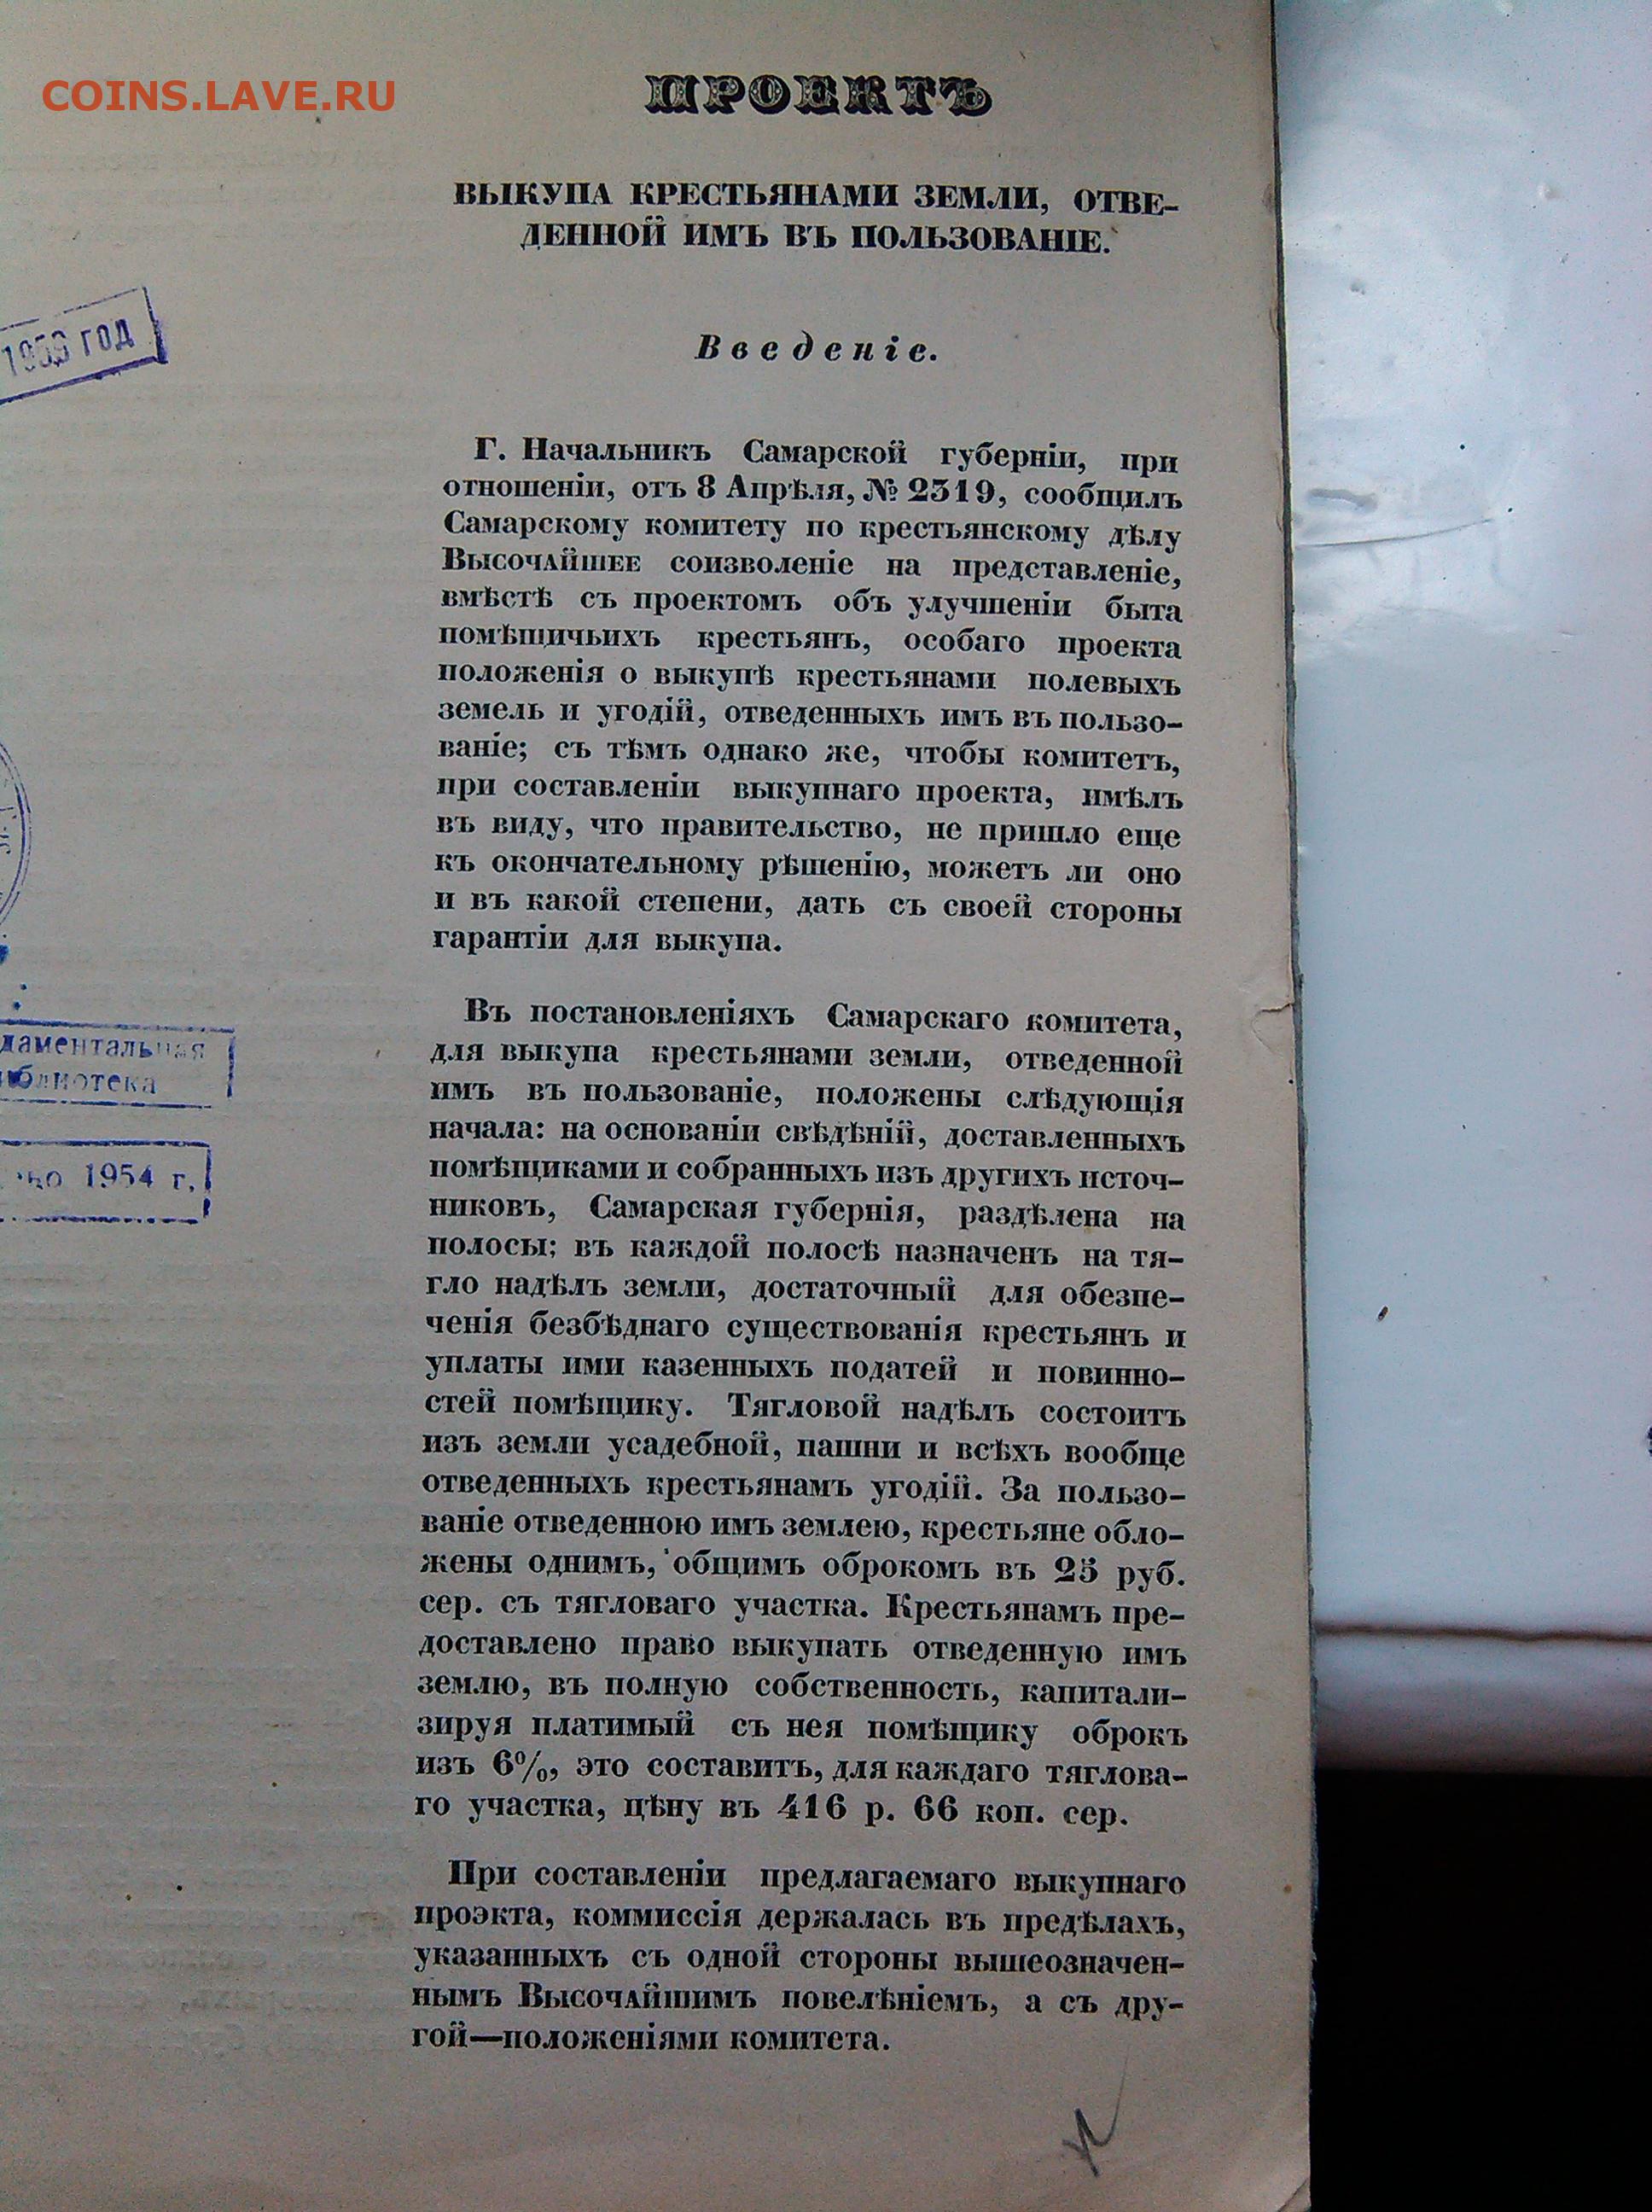 COINS.LAVE.RU
ПРОЕКТЪ
ВЫКУПА КРЕСТЬЯНАМИ ЗЕМЛИ, ОТВЕ-
ДЕННОЙ ИМЪ ВЪ ПОЛЬЗОВАНІЕ.
1959 ГОД
Введеніе.
Г. Начальникъ Самарской губерніи, при
отношеніи, отъ 8 Апрѣля, № 2319, сообщилъ
Самарскому комитету по крестьянскому дѣлу
Высочайшее соизволеніе на представленіе,
вмѣстѣ съ проектомъ объ улучшеніи быта
помѣщичьихъ крестьянъ, особаго проекта
положенія о выкупѣ крестьянами полевыхъ
земель и угодій, отведенныхъ имъ въ пользо-
ваніе; съ тѣмъ однако же, чтобы комитетъ,
при составленіи выкупнаго проекта, имѣлъ
въ виду, что правительство, не пришло еще
къ окончательному рѣшенію, можетъ ли оно
и въ какой степени, дать съ своей стороны
гарантіи для выкупа.
Въ постановленіяхъ Самарскаго комитета,
для выкупа крестьянами земли, отведенной
имъ въ пользованіе, положены слѣдующія
начала: на основаніи свѣдѣній, доставленныхъ
помѣщиками и собранныхъ изъ другихъ источ-
никовъ, Самарская губернія, раздѣлена на
полосы; въ каждой полосѣ назначенъ на тя-
гло надѣлъ земли, достаточный для обезпе-
ченія безбѣднаго существованія крестьянъ и
уплаты ими казенныхъ податей и повинно-
стей помѣщику. Тягловой надѣлъ состоитъ
изъ земли усадебной, пашни и всѣхъ вообще
отведенныхъ крестьянамъ угодій. За пользо-
ваніе отведенною имъ землею, крестьяне обло-
жены однимъ, общимъ оброкомъ въ 25 руб.
сер. съ тягловаго участка. Крестьянамъ пре-
доставлено право выкупать отведенную имъ
землю, въ полную собственность, капитали-
зируя платимый съ нея помѣщику оброкъ
изъ 6%, это составитъ, для каждаго тяглова-
го участка, цѣну въ 416 р. 66 коп. сер.
При составленіи предлагаемаго выкупнаго
проэкта, коммиссія держалась въ предѣлахъ,
указанныхъ съ одной стороны вышеозначен-
нымъ Высочайшимъ повелѣніемъ, а съ дру-
гой—положеніями комитета.
даментальная
иблиотека
1954 г.